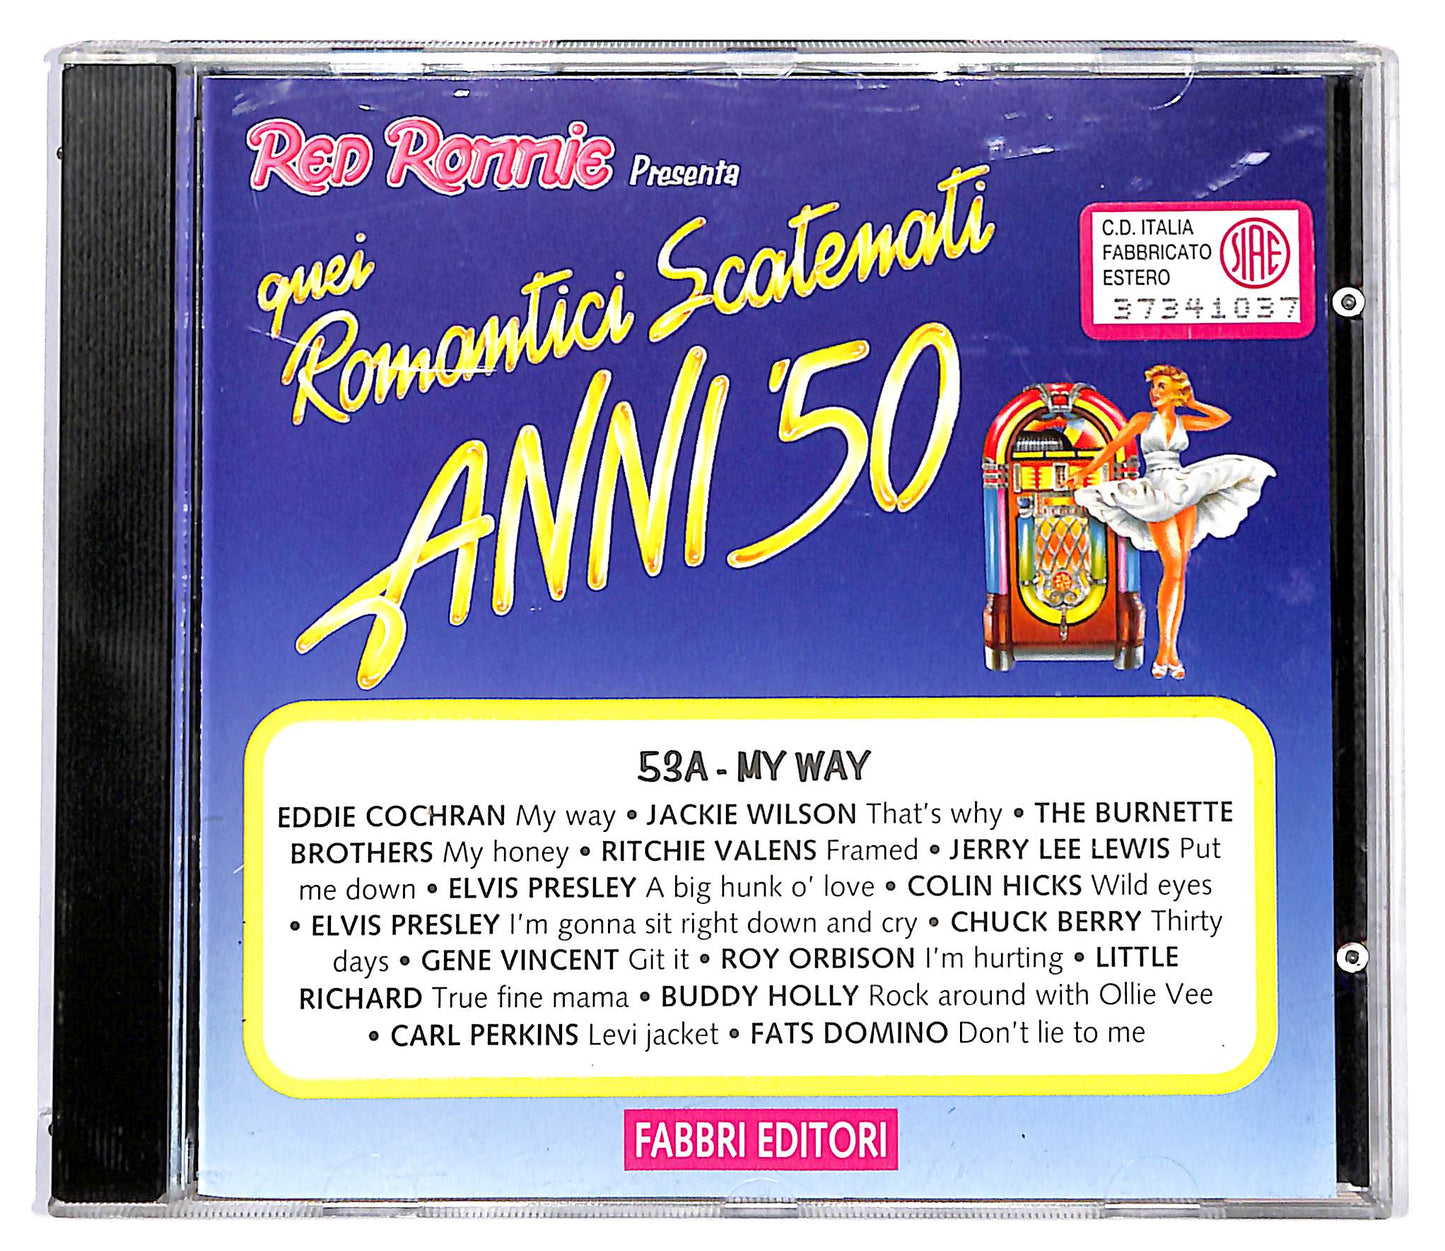 RED RONNIE Presenta
quei
Romantici Scatenati
ANNI '50
C.D. ITALIA
FABBRICATO
ESTERO
SIAE
37341037
53A - MY WAY
EDDIE COCHRAN My way • JACKIE WILSON That's why • THE BURNETTE
BROTHERS My honey • RITCHIE VALENS Framed • JERRY LEE LEWIS Put
me down • ELVIS PRESLEY A big hunk o' love • COLIN HICKS Wild eyes
• ELVIS PRESLEY I'm gonna sit right down and cry • CHUCK BERRY Thirty
days • GENE VINCENT Git it • ROY ORBISON I'm hurting • LITTLE
RICHARD True fine mama • BUDDY HOLLY Rock around with Ollie Vee
• CARL PERKINS Levi jacket • FATS DOMINO Don't lie to me
FABBRI EDITORI